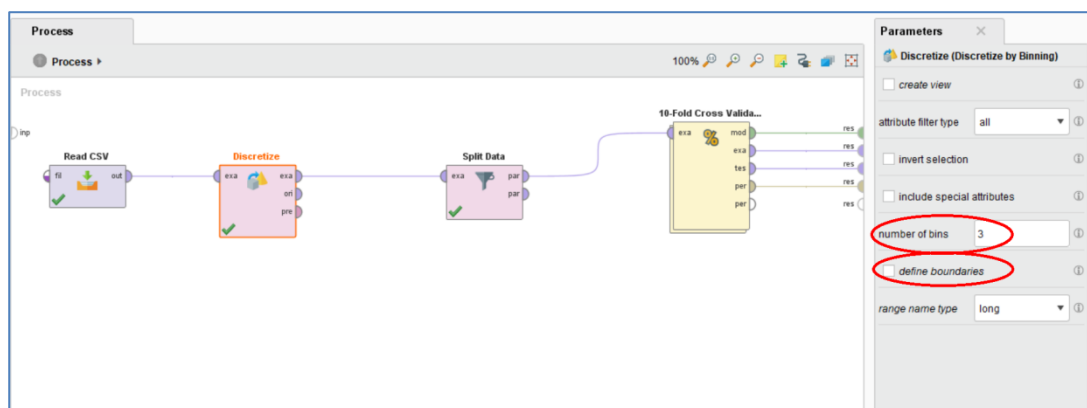 Process
Process
100%
Process
inp
Read CSV
fil
out
Discretize
exa
exa
ori
pre
Split Data
exa
par
par
10-Fold Cross Valida...
exa
%
mod
exa
tes
per
per
res
res
res
res
res
Parameters
Discretize (Discretize by Binning)
create view
attribute filter type
all
invert selection
include special attributes
number of bins
3
define boundaries
range name type
long